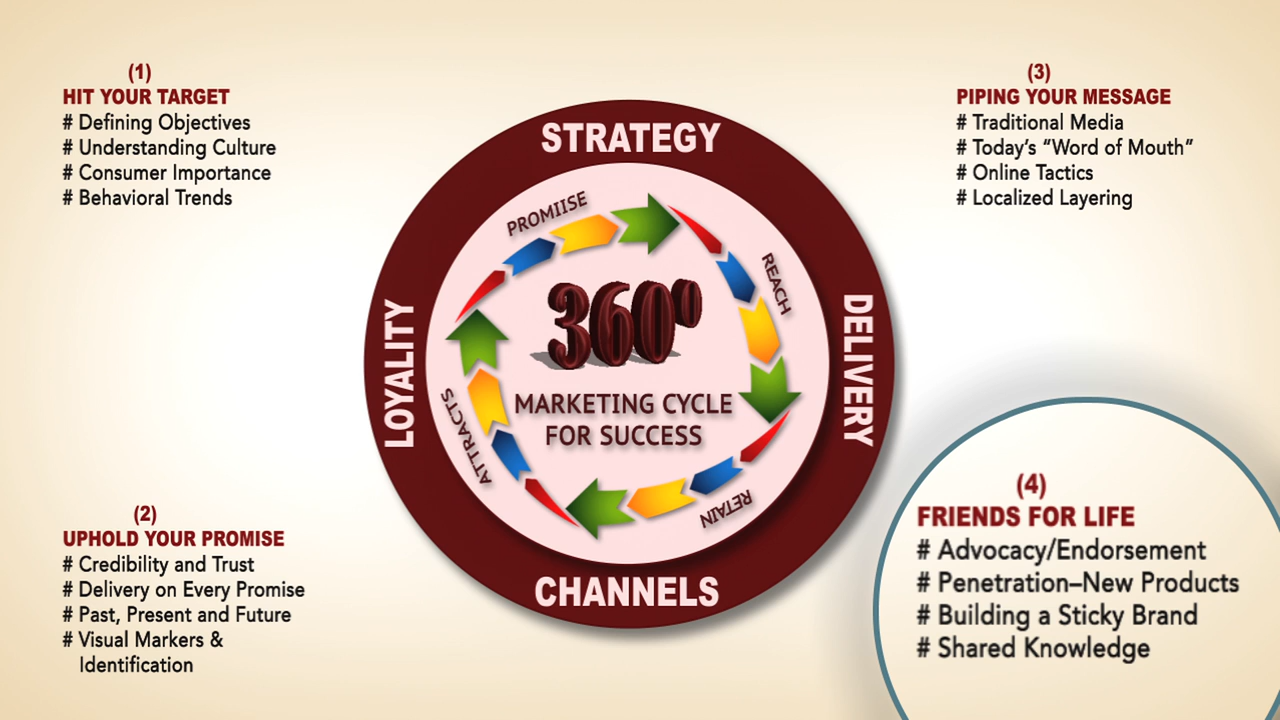 (1)
HIT YOUR TARGET
# Defining Objectives
# Understanding Culture
# Consumer Importance
# Behavioral Trends
(2)
UPHOLD YOUR PROMISE
# Credibility and Trust
# Delivery on Every Promise
# Past, Present and Future
# Visual Markers &
Identification
STRATEGY
DELIVERY
CHANNELS
LOYALITY
PROMIISE
REACH
RETAIN
ATTRACTS
360º
MARKETING CYCLE
FOR SUCCESS
(3)
PIPING YOUR MESSAGE
# Traditional Media
# Today’s “Word of Mouth”
# Online Tactics
# Localized Layering
(4)
FRIENDS FOR LIFE
# Advocacy/Endorsement
# Penetration–New Products
# Building a Sticky Brand
# Shared Knowledge